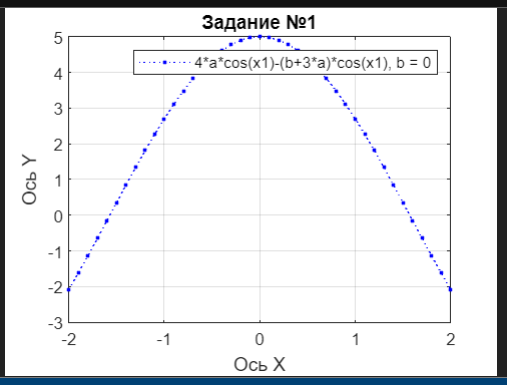 Задание №1
4*a*cos(x1)-(b+3*a)*cos(x1), b = 0
5
4
3
2
1
0
-1
-2
-3
Ось Y
-2 -1 0 1 2
Ось X